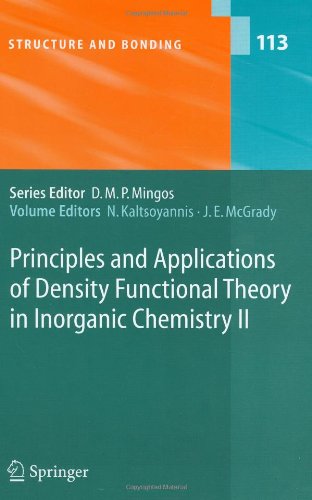 STRUCTURE AND BONDING
113
Series Editor D. M. P. Mingos
Volume Editors N. Kaltsoyannis · J. E. McGrady
Principles and Applications
of Density Functional Theory
in Inorganic Chemistry II
Springer